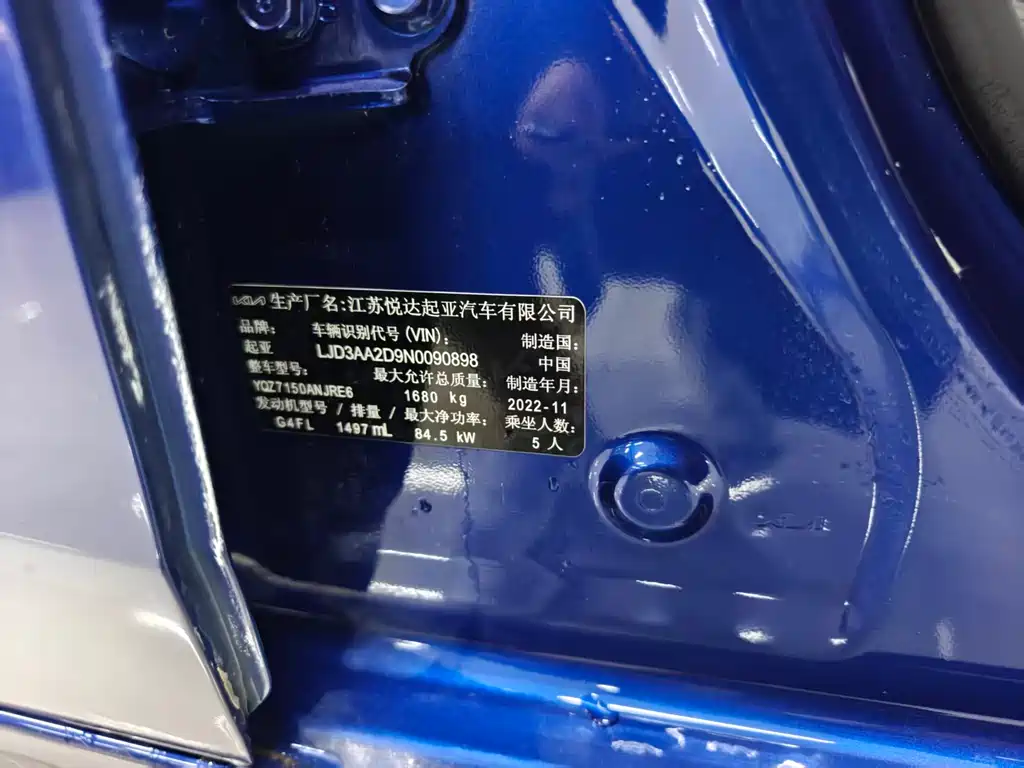 KIA 生产厂名:江苏悦达起亚汽车有限公司
品牌: 车辆识别代号(VIN): 制造国:
起亚 LJD3AA2D9N0090898 中国
整车型号: 最大允许总质量: 制造年月:
YQZ7150ANJRE6 1680 kg 2022-11
发动机型号 / 排量 / 最大净功率: 乘坐人数:
G4FL 1497 mL 84.5 kW 5 人